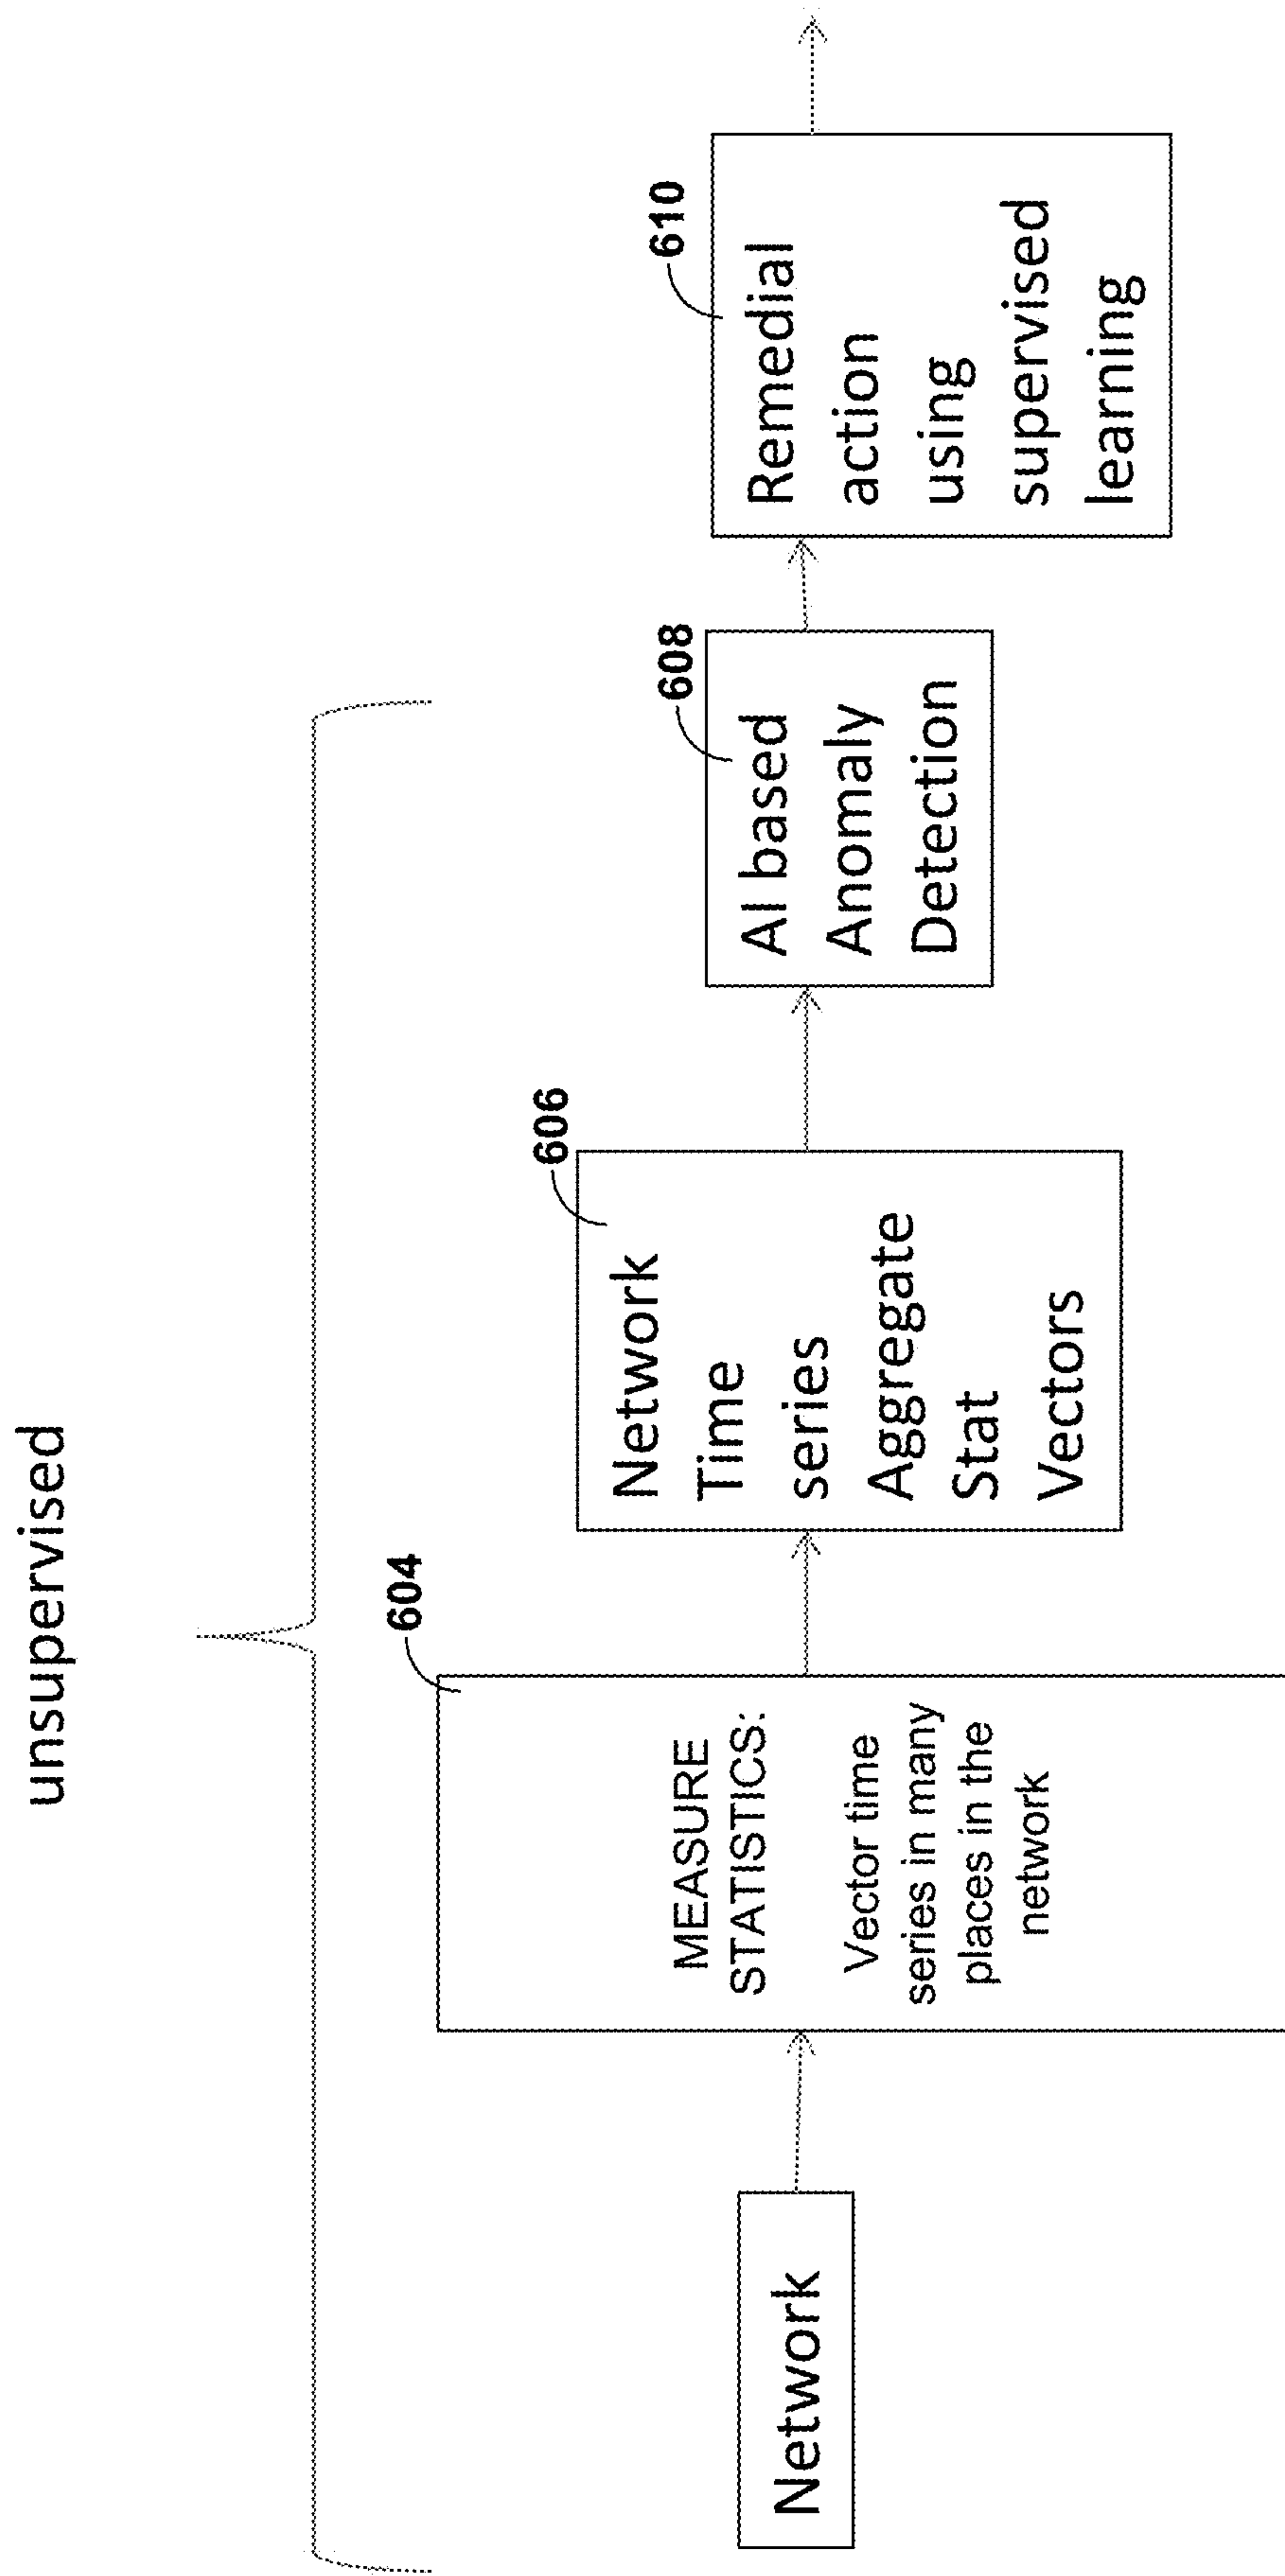 unsupervised
Network
604
MEASURE
STATISTICS:
Vector time
series in many
places in the
network
606
Network
Time
series
Aggregate
Stat
Vectors
608
AI based
Anomaly
Detection
610
Remedial
action
using
supervised
learning